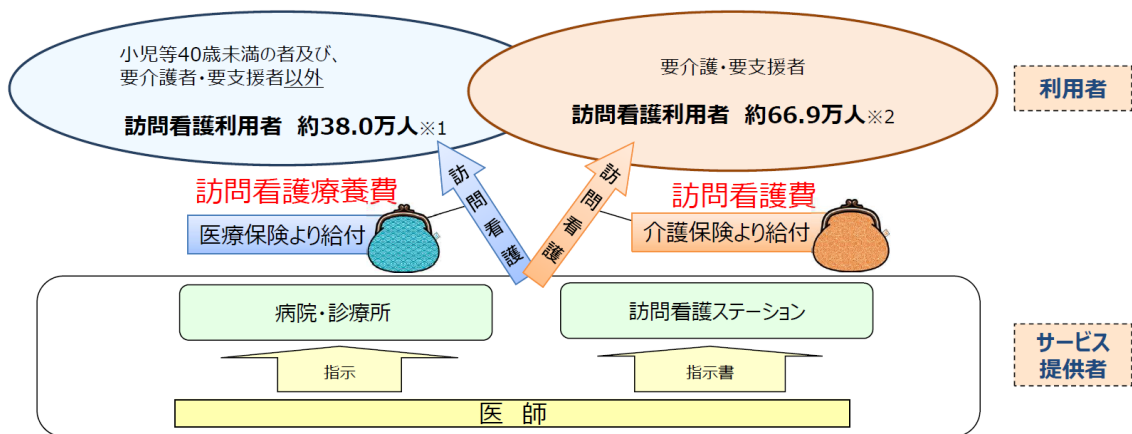 小児等40歳未満の者及び、
要介護者・要支援者以外
訪問看護利用者 約38.0万人※1
要介護・要支援者
訪問看護利用者 約66.9万人※2
利用者
訪問看護療養費
医療保険より給付
訪問看護
訪問看護
訪問看護費
介護保険より給付
病院・診療所
訪問看護ステーション
サービス
提供者
指示
指示書
医 師